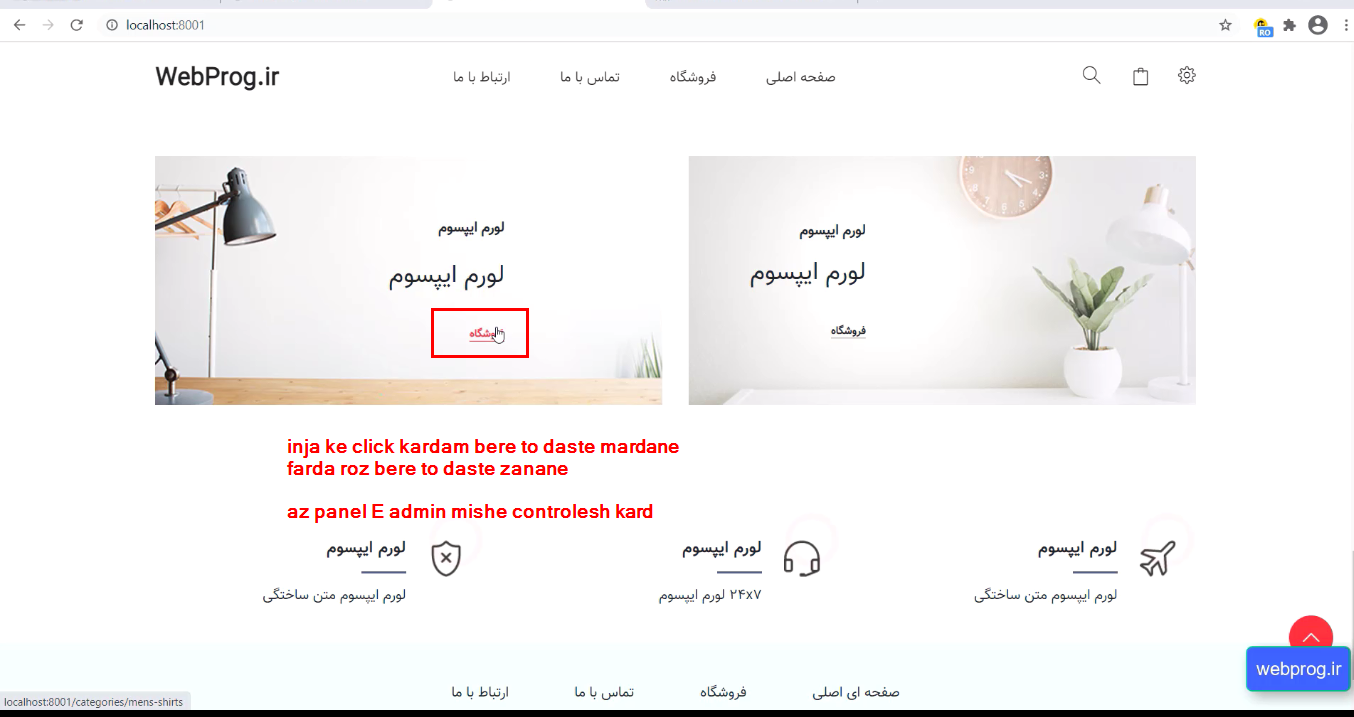 localhost:8001
RO
WebProg.ir
صفحه اصلی
فروشگاه
تماس با ما
ارتباط با ما
لورم ایپسوم
لورم ایپسوم
فروشگاه
لورم ایپسوم
لورم ایپسوم
inja ke click kardam bere to daste mardane
farda roz bere to daste zanane
az panel E admin mishe controlesh kard
لورم ایپسوم
لورم ایپسوم متن ساختگی
لورم ایپسوم
۲۴x۷ لورم ایپسوم
لورم ایپسوم
لورم ایپسوم متن ساختگی
webprog.ir
صفحه ای اصلی
فروشگاه
تماس با ما
ارتباط با ما
localhost:8001/categories/mens-shirts